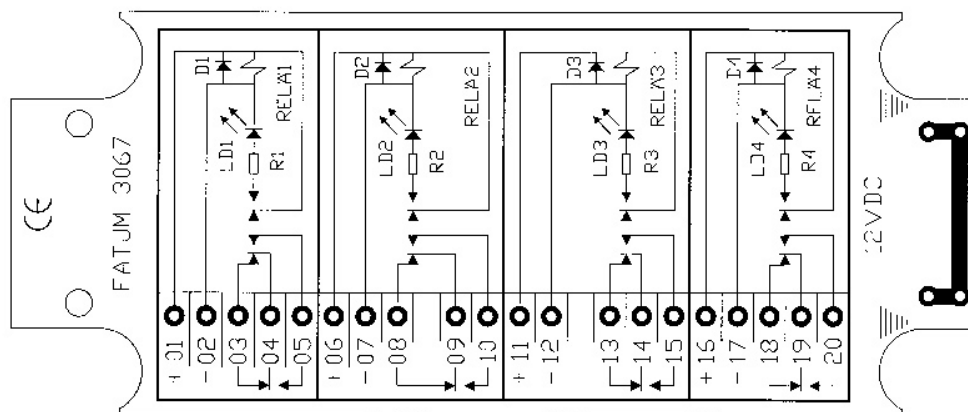 CE
FATJM 3067
D1
RELA1
LD1
R1
D2
RELA2
LD2
R2
D3
RELA3
LD3
R3
D4
RELA4
LD4
R4
12VDC
+ 01
- 02
03
04
05
+ 06
- 07
08
09
10
+ 11
- 12
13
14
15
+ 16
- 17
18
19
20